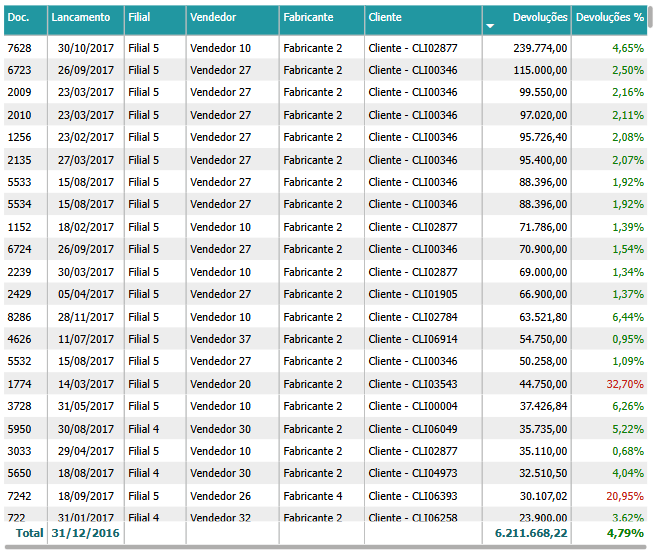 Doc. Lancamento Filial Vendedor Fabricante Cliente Devoluções Devoluções %
7628 30/10/2017 Filial 5 Vendedor 10 Fabricante 2 Cliente - CLI02877 239.774,00 4,65%
6723 26/09/2017 Filial 5 Vendedor 27 Fabricante 2 Cliente - CLI00346 115.000,00 2,50%
2009 23/03/2017 Filial 5 Vendedor 27 Fabricante 2 Cliente - CLI00346 99.550,00 2,16%
2010 23/03/2017 Filial 5 Vendedor 27 Fabricante 2 Cliente - CLI00346 97.020,00 2,11%
1256 23/02/2017 Filial 5 Vendedor 27 Fabricante 2 Cliente - CLI00346 95.726,40 2,08%
2135 27/03/2017 Filial 5 Vendedor 27 Fabricante 2 Cliente - CLI00346 95.400,00 2,07%
5533 15/08/2017 Filial 5 Vendedor 27 Fabricante 2 Cliente - CLI00346 88.396,00 1,92%
5534 15/08/2017 Filial 5 Vendedor 27 Fabricante 2 Cliente - CLI00346 88.396,00 1,92%
1152 18/02/2017 Filial 5 Vendedor 10 Fabricante 2 Cliente - CLI02877 71.786,00 1,39%
6724 26/09/2017 Filial 5 Vendedor 27 Fabricante 2 Cliente - CLI00346 70.900,00 1,54%
2239 30/03/2017 Filial 5 Vendedor 10 Fabricante 2 Cliente - CLI02877 69.000,00 1,34%
2429 05/04/2017 Filial 5 Vendedor 27 Fabricante 2 Cliente - CLI01905 66.900,00 1,37%
8286 28/11/2017 Filial 5 Vendedor 10 Fabricante 2 Cliente - CLI02784 63.521,80 6,44%
4626 11/07/2017 Filial 5 Vendedor 37 Fabricante 2 Cliente - CLI06914 54.750,00 0,95%
5532 15/08/2017 Filial 5 Vendedor 27 Fabricante 2 Cliente - CLI00346 50.258,00 1,09%
1774 14/03/2017 Filial 5 Vendedor 20 Fabricante 2 Cliente - CLI03543 44.750,00 32,70%
3728 31/05/2017 Filial 5 Vendedor 10 Fabricante 2 Cliente - CLI00004 37.426,84 6,26%
5950 30/08/2017 Filial 4 Vendedor 30 Fabricante 2 Cliente - CLI06049 35.735,00 5,22%
3033 29/04/2017 Filial 5 Vendedor 10 Fabricante 2 Cliente - CLI02877 35.110,00 0,68%
5650 18/08/2017 Filial 4 Vendedor 30 Fabricante 2 Cliente - CLI04973 32.510,50 4,04%
7242 18/09/2017 Filial 5 Vendedor 26 Fabricante 4 Cliente - CLI06393 30.107,02 20,95%
722 31/01/2017 Filial 4 Vendedor 32 Fabricante 2 Cliente - CLI06258 23.900,00 3,62%
Total 31/12/2016 6.211.668,22 4,79%